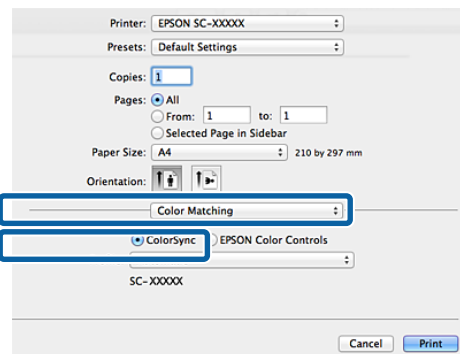 Printer: EPSON SC-XXXXX
Presets: Default Settings
Copies: 1
Pages: All
From: 1 to: 1
Selected Page in Sidebar
Paper Size: A4 210 by 297 mm
Orientation:
Color Matching
ColorSync EPSON Color Controls
SC-XXXXX
Cancel Print